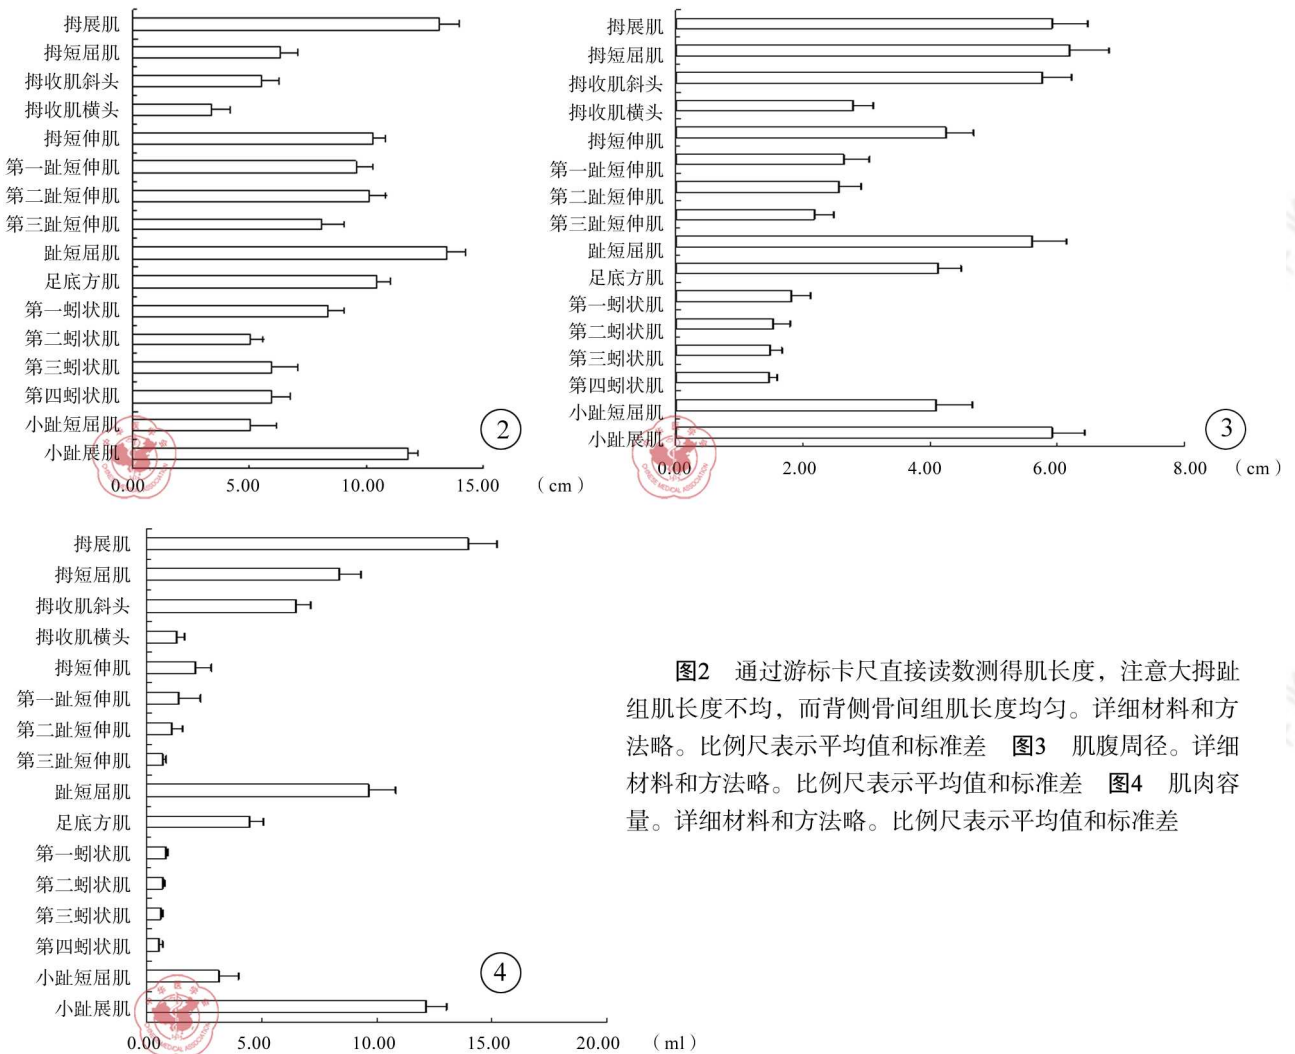 拇展肌
拇短屈肌
拇收肌斜头
拇收肌横头
拇短伸肌
第一趾短伸肌
第二趾短伸肌
第三趾短伸肌
趾短屈肌
足底方肌
第一蚓状肌
第二蚓状肌
第三蚓状肌
第四蚓状肌
小趾短屈肌
小趾展肌
0.00 5.00 10.00 15.00 （cm）
②
拇展肌
拇短屈肌
拇收肌斜头
拇收肌横头
拇短伸肌
第一趾短伸肌
第二趾短伸肌
第三趾短伸肌
趾短屈肌
足底方肌
第一蚓状肌
第二蚓状肌
第三蚓状肌
第四蚓状肌
小趾短屈肌
小趾展肌
0.00 2.00 4.00 6.00 8.00 （cm）
③
拇展肌
拇短屈肌
拇收肌斜头
拇收肌横头
拇短伸肌
第一趾短伸肌
第二趾短伸肌
第三趾短伸肌
趾短屈肌
足底方肌
第一蚓状肌
第二蚓状肌
第三蚓状肌
第四蚓状肌
小趾短屈肌
小趾展肌
0.00 5.00 10.00 15.00 20.00 （ml）
④
图2 通过游标卡尺直接读数测得肌长度，注意大拇趾
组肌长度不均，而背侧骨间组肌长度均匀。详细材料和方
法略。比例尺表示平均值和标准差 图3 肌腹周径。详细
材料和方法略。比例尺表示平均值和标准差 图4 肌肉容
量。详细材料和方法略。比例尺表示平均值和标准差